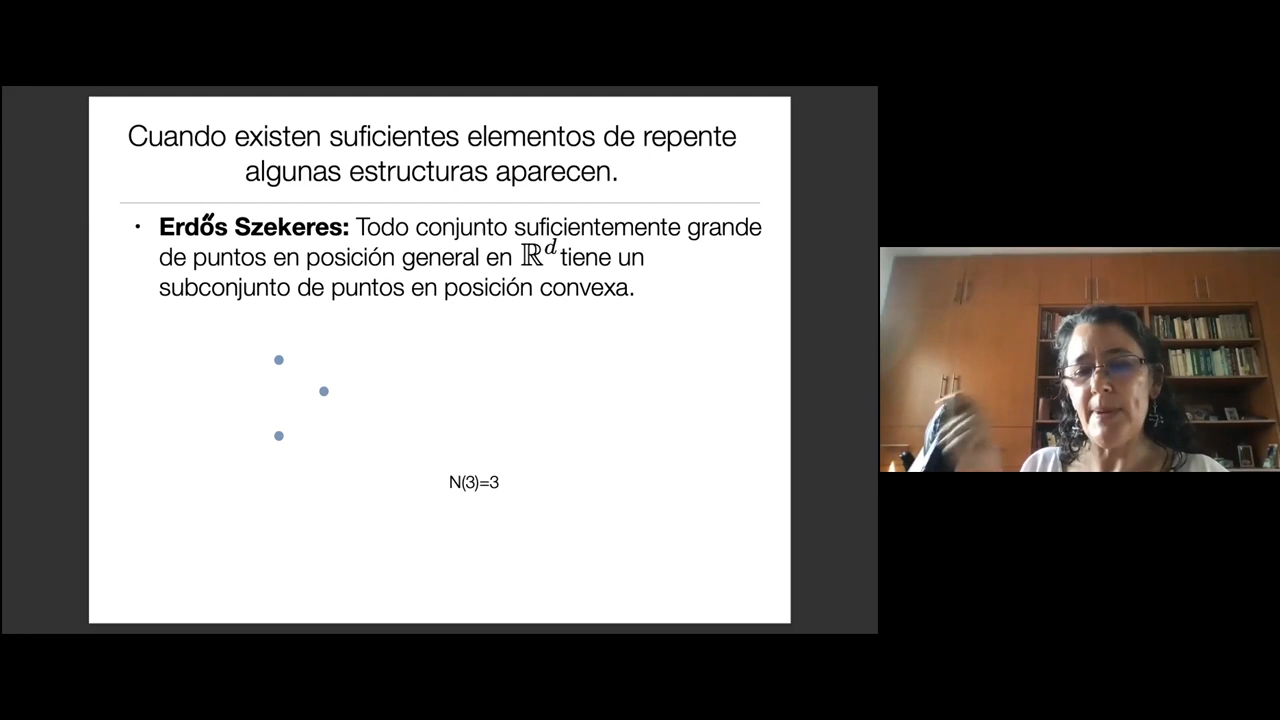 Cuando existen suficientes elementos de repente
algunas estructuras aparecen.
• Erdős Szekeres: Todo conjunto suficientemente grande
de puntos en posición general en ℝᵈ tiene un
subconjunto de puntos en posición convexa.
N(3)=3